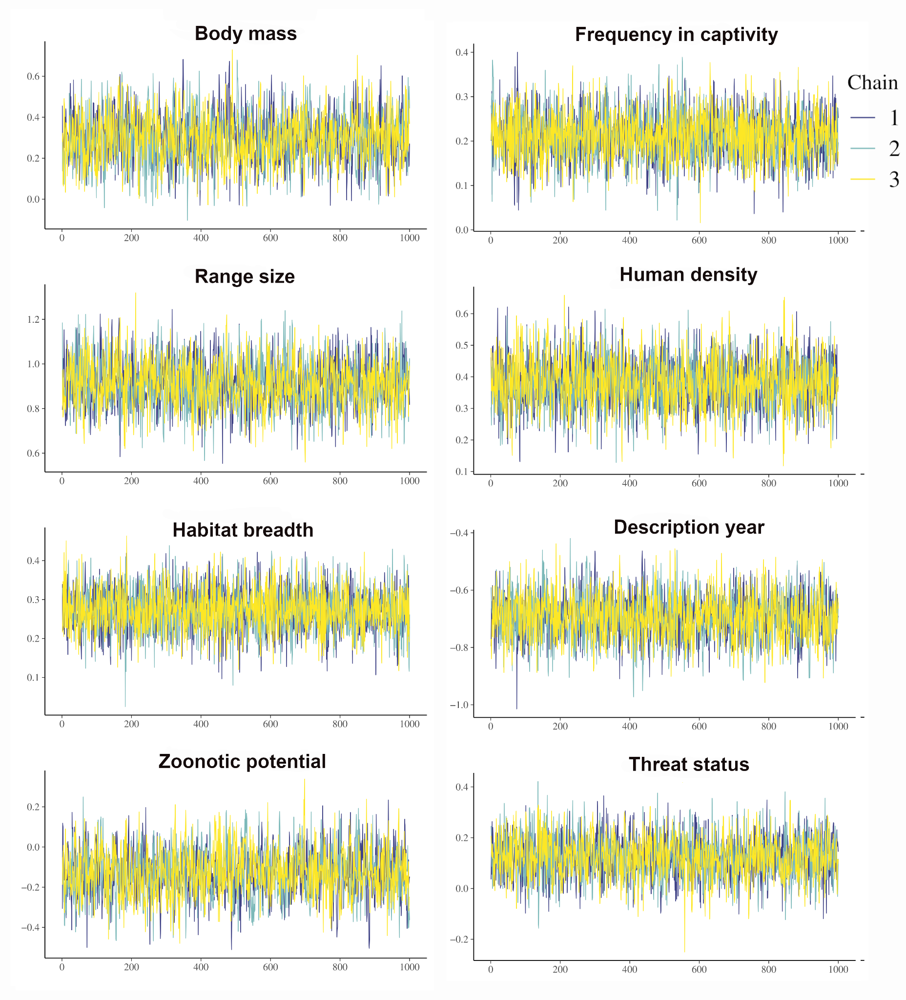 Body mass
0.6
0.4
0.2
0.0
0 200 400 600 800 1000
Frequency in captivity
0.4
0.3
0.2
0.1
0.0
0 200 400 600 800 1000
Chain
1
2
3
Range size
1.2
1.0
0.8
0.6
0 200 400 600 800 1000
Human density
0.6
0.5
0.4
0.3
0.2
0.1
0 200 400 600 800 1000
Habitat breadth
0.4
0.3
0.2
0.1
0 200 400 600 800 1000
Description year
−0.4
−0.6
−0.8
−1.0
0 200 400 600 800 1000
Zoonotic potential
0.2
0.0
−0.2
−0.4
0 200 400 600 800 1000
Threat status
0.4
0.2
0.0
−0.2
0 200 400 600 800 1000